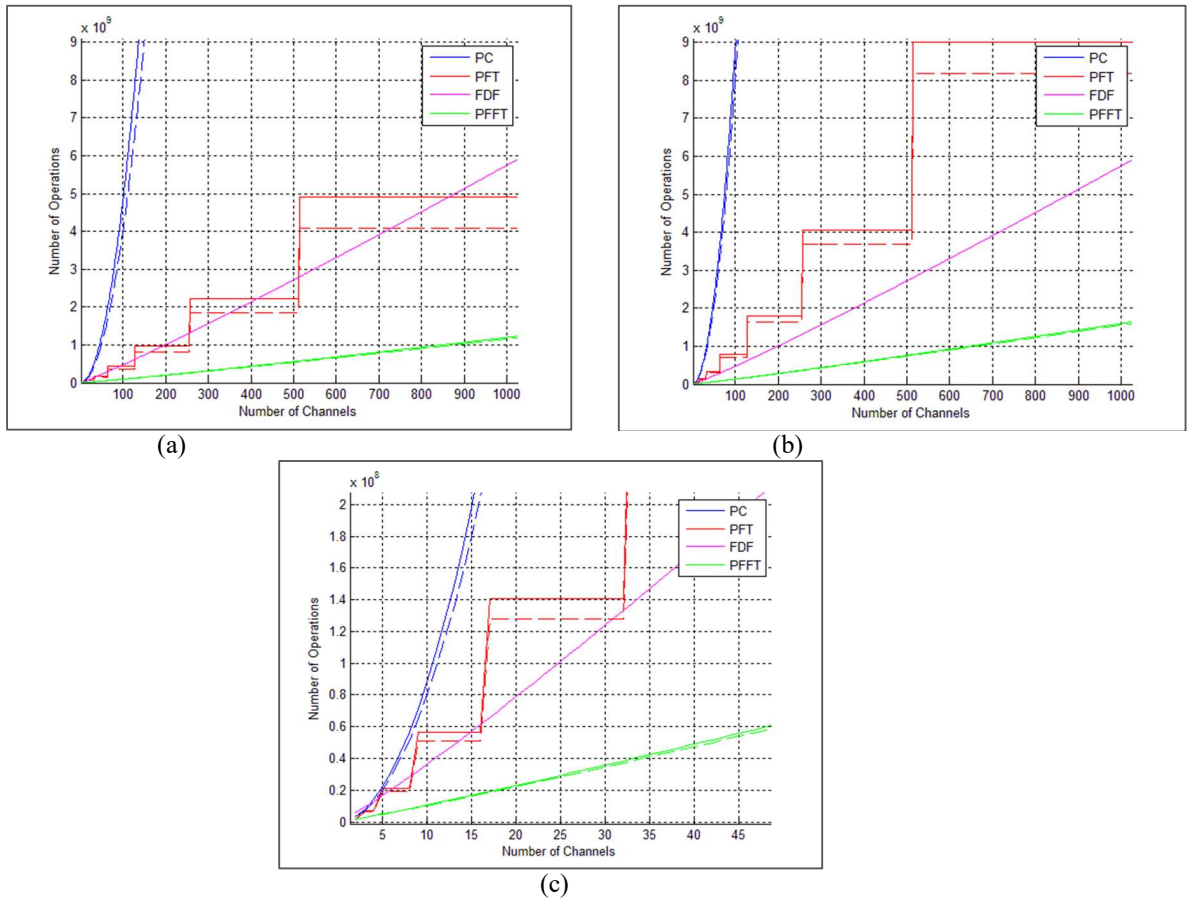 x 10^9
9
8
7
6
5
4
3
2
1
0
Number of Operations
100 200 300 400 500 600 700 800 900 1000
Number of Channels
PC
PFT
FDF
PFFT
(a)
x 10^9
9
8
7
6
5
4
3
2
1
0
Number of Operations
100 200 300 400 500 600 700 800 900 1000
Number of Channels
PC
PFT
FDF
PFFT
(b)
x 10^8
2
1.8
1.6
1.4
1.2
1
0.8
0.6
0.4
0.2
0
Number of Operations
5 10 15 20 25 30 35 40 45
Number of Channels
PC
PFT
FDF
PFFT
(c)